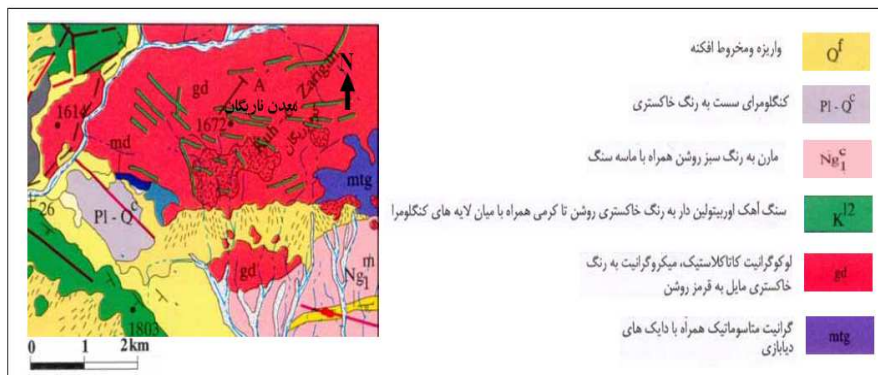 N
A
gd
Kuh Zarigan
معدن ناریگان
1614
1672
md
mtg
26
Pl - Q^c
gd
Ng₁^m
1803
0 1 2km
واریزه ومخروط افکنه
Q^f
کنگلومرای سست به رنگ خاکستری
Pl - Q^c
مارن به رنگ سبز روشن همراه با ماسه سنگ
Ng₁^c
سنگ آهک اوربیتولین دار به رنگ خاکستری روشن تا کرمی همراه با میان لایه های کنگلومرا
K^l2
لوکوگرانیت کاتاکلاستیک، میکروگرانیت به رنگ
خاکستری مایل به قرمز روشن
gd
گرانیت متاسوماتیک همراه با دایک های
دیابازی
mtg